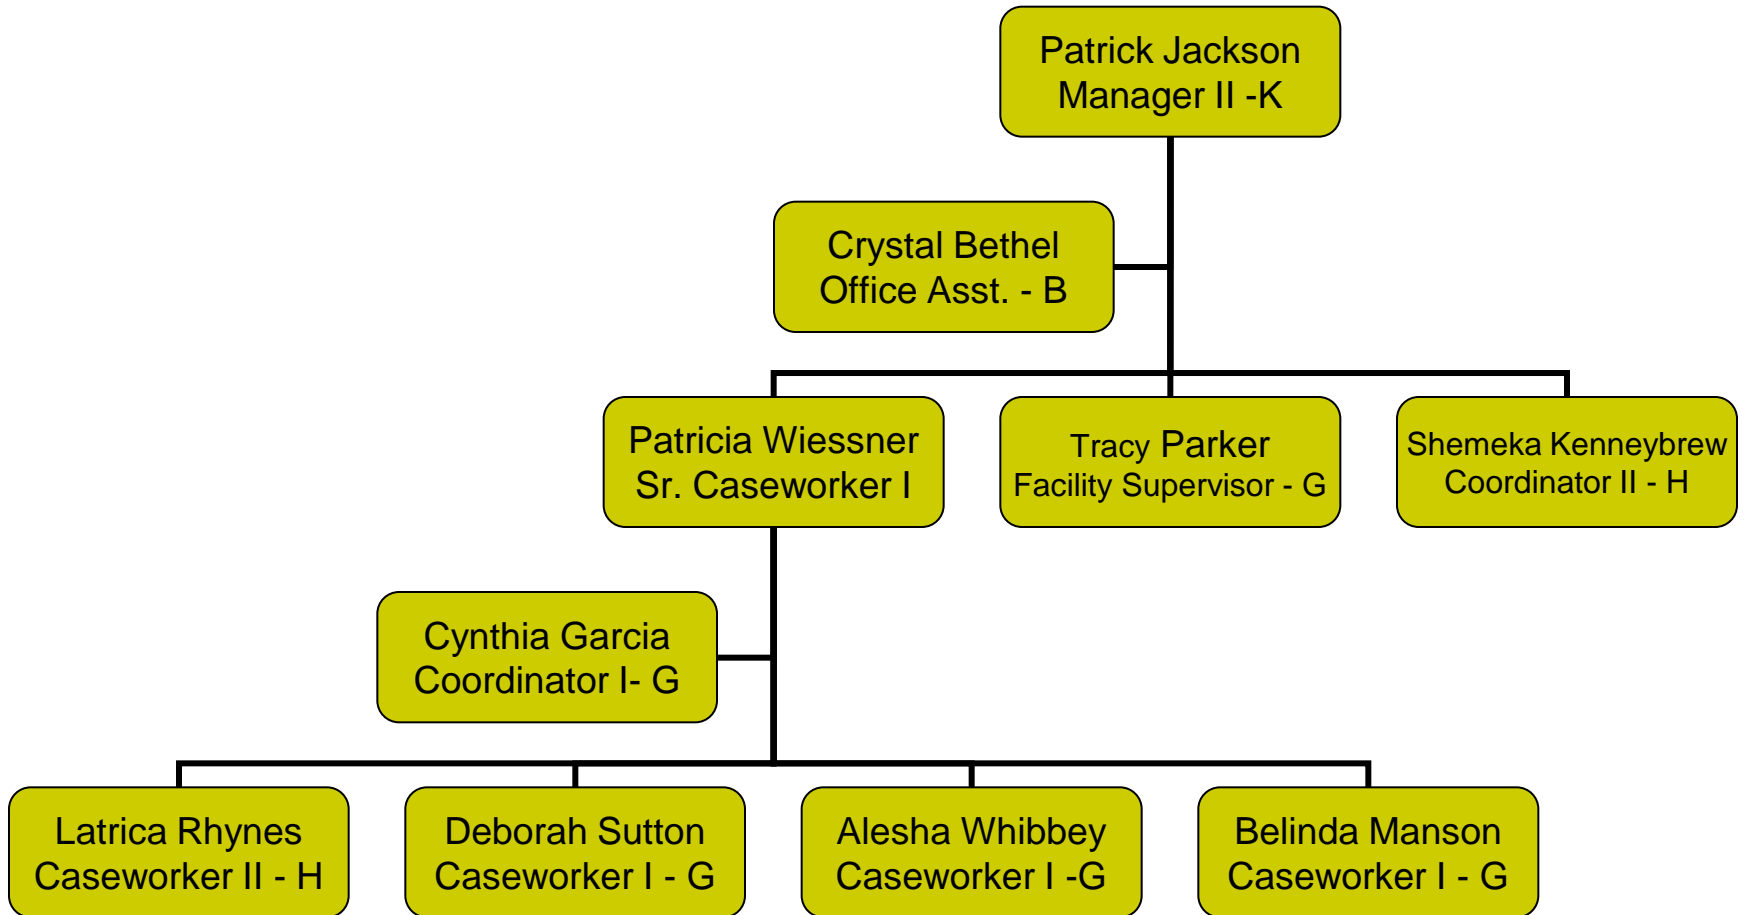 Patrick Jackson
Manager II -K
Crystal Bethel
Office Asst. - B
Patricia Wiessner
Sr. Caseworker I
Tracy Parker
Facility Supervisor - G
Shemeka Kenneybrew
Coordinator II - H
Cynthia Garcia
Coordinator I- G
Latrica Rhynes
Caseworker II - H
Deborah Sutton
Caseworker I - G
Alesha Whibbey
Caseworker I -G
Belinda Manson
Caseworker I - G